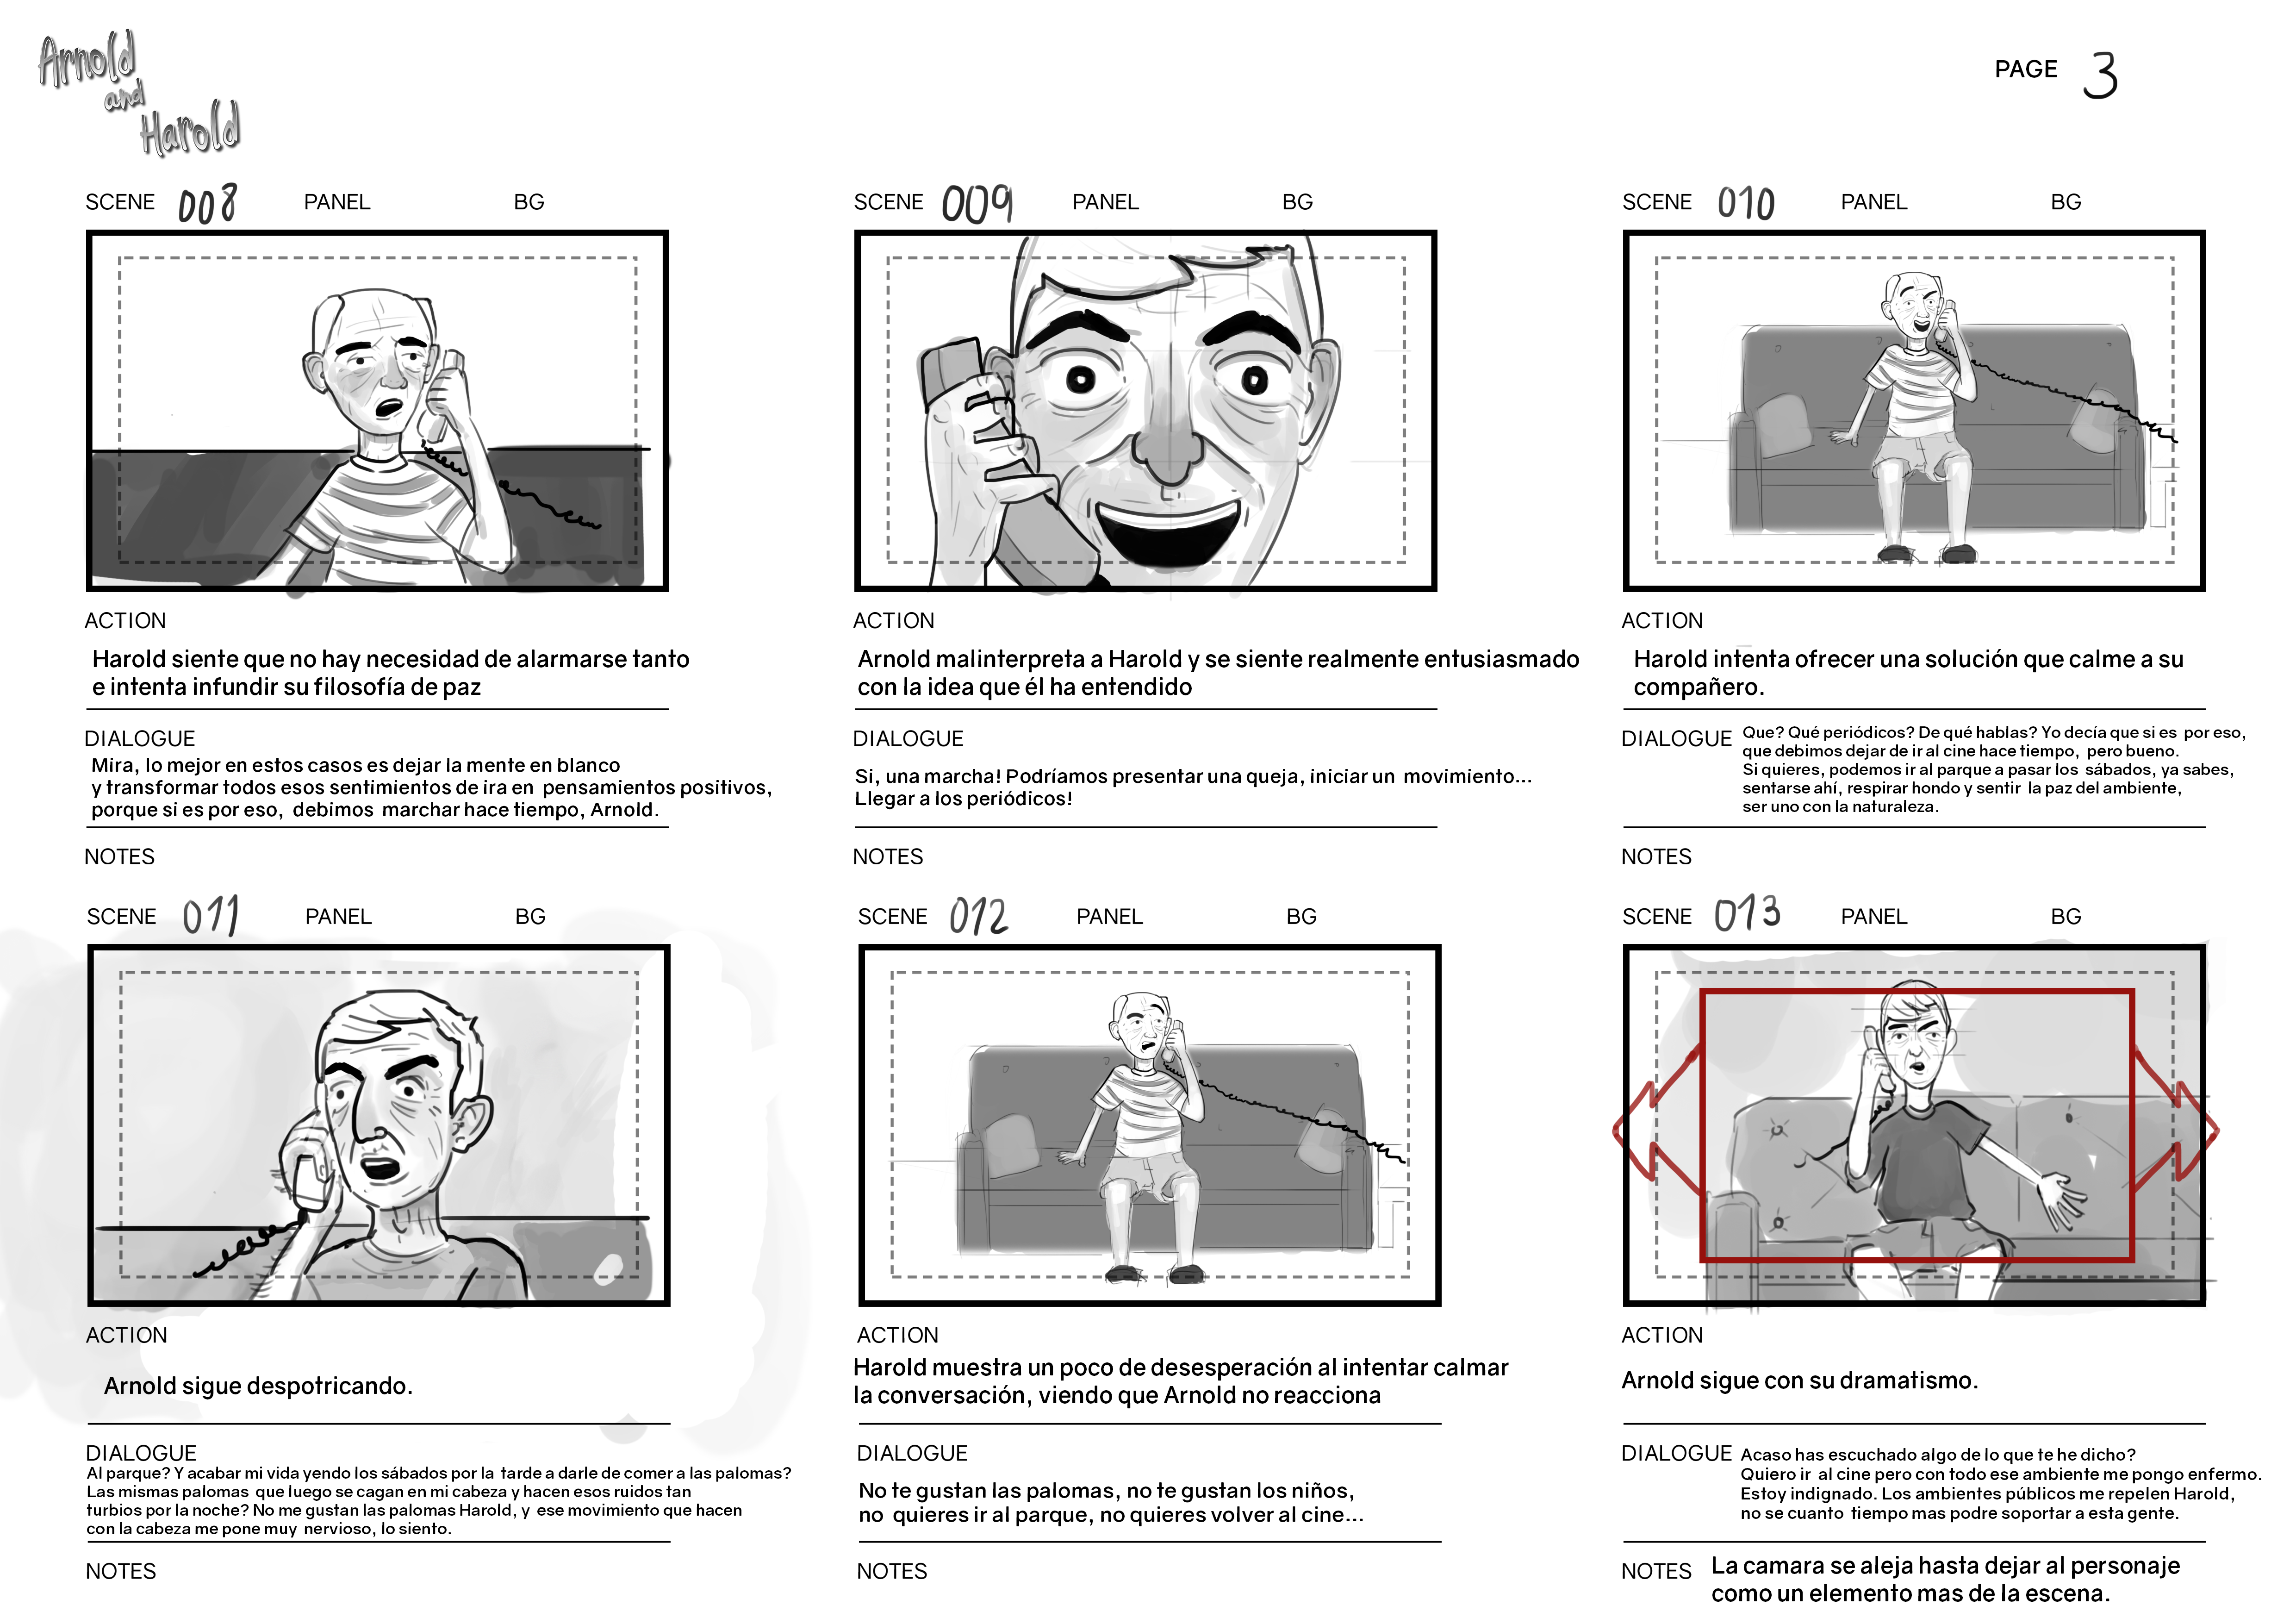 Arnold
and
Harold
PAGE 3
SCENE 008 PANEL BG
ACTION
Harold siente que no hay necesidad de alarmarse tanto
e intenta infundir su filosofía de paz
DIALOGUE
Mira, lo mejor en estos casos es dejar la mente en blanco
y transformar todos esos sentimientos de ira en pensamientos positivos,
porque si es por eso, debimos marchar hace tiempo, Arnold.
NOTES
SCENE 009 PANEL BG
ACTION
Arnold malinterpreta a Harold y se siente realmente entusiasmado
con la idea que él ha entendido
DIALOGUE
Si, una marcha! Podríamos presentar una queja, iniciar un movimiento...
Llegar a los periódicos!
NOTES
SCENE 010 PANEL BG
ACTION
Harold intenta ofrecer una solución que calme a su
compañero.
DIALOGUE Que? Qué periódicos? De qué hablas? Yo decía que si es por eso,
que debimos dejar de ir al cine hace tiempo, pero bueno.
Si quieres, podemos ir al parque a pasar los sábados, ya sabes,
sentarse ahí, respirar hondo y sentir la paz del ambiente,
ser uno con la naturaleza.
NOTES
SCENE 011 PANEL BG
ACTION
Arnold sigue despotricando.
DIALOGUE
Al parque? Y acabar mi vida yendo los sábados por la tarde a darle de comer a las palomas?
Las mismas palomas que luego se cagan en mi cabeza y hacen esos ruidos tan
turbios por la noche? No me gustan las palomas Harold, y ese movimiento que hacen
con la cabeza me pone muy nervioso, lo siento.
NOTES
SCENE 012 PANEL BG
ACTION
Harold muestra un poco de desesperación al intentar calmar
la conversación, viendo que Arnold no reacciona
DIALOGUE
No te gustan las palomas, no te gustan los niños,
no quieres ir al parque, no quieres volver al cine...
NOTES
SCENE 013 PANEL BG
ACTION
Arnold sigue con su dramatismo.
DIALOGUE Acaso has escuchado algo de lo que te he dicho?
Quiero ir al cine pero con todo ese ambiente me pongo enfermo.
Estoy indignado. Los ambientes públicos me repelen Harold,
no se cuanto tiempo mas podre soportar a esta gente.
NOTES La camara se aleja hasta dejar al personaje
como un elemento mas de la escena.